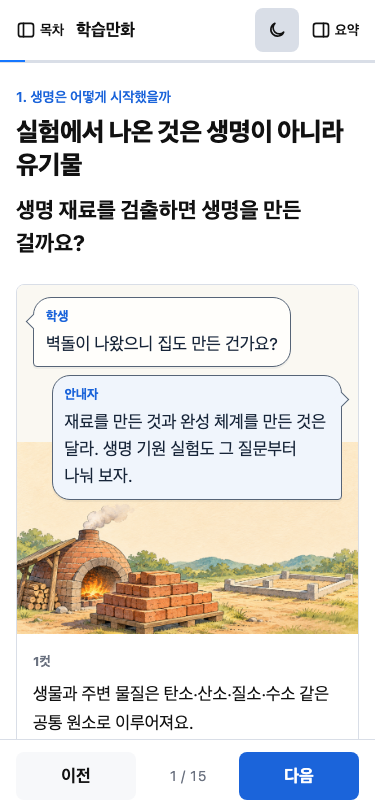 목차 학습만화 요약
1. 생명은 어떻게 시작했을까
실험에서 나온 것은 생명이 아니라
유기물
생명 재료를 검출하면 생명을 만든
걸까요?
학생
벽돌이 나왔으니 집도 만든 건가요?
안내자
재료를 만든 것과 완성 체계를 만든 것은
달라. 생명 기원 실험도 그 질문부터
나눠 보자.
1컷
생물과 주변 물질은 탄소·산소·질소·수소 같은
공통 원소로 이루어져요.
이전 1 / 15 다음